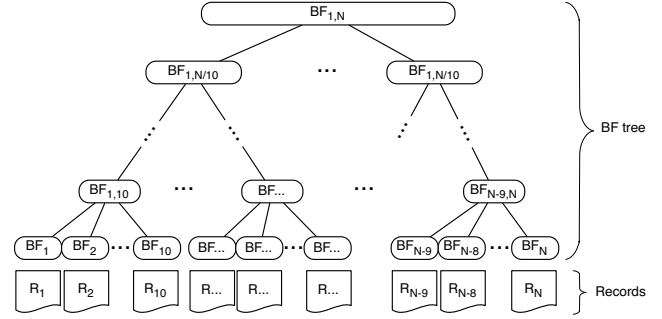 BF1,N
BF1,N/10 ... BF1,N/10
BF tree
BF1,10 ... BF... ... BFN-9,N
BF1 BF2 ... BF10 BF... BF... ... BF... BFN-9 BFN-8 ... BFN
R1 R2 R10 R... R... R... RN-9 RN-8 RN Records